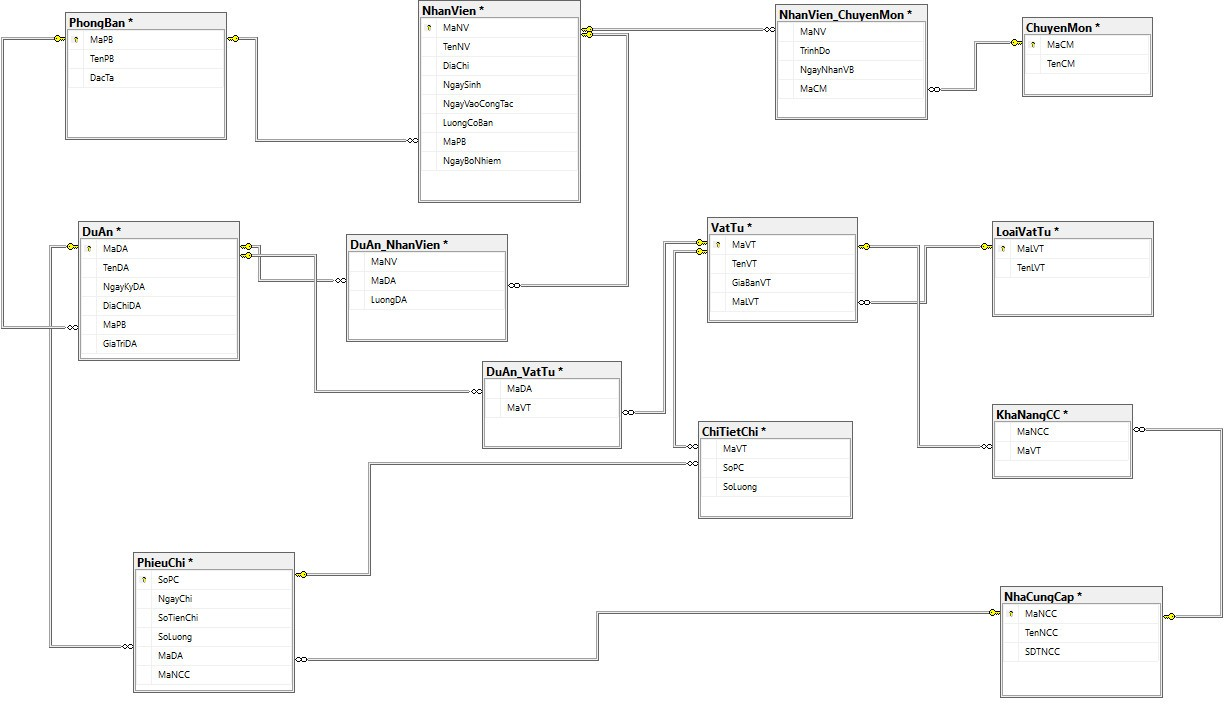 PhongBan *
MaPB
TenPB
DacTa
NhanVien *
MaNV
TenNV
DiaChi
NgaySinh
NgayVaoCongTac
LuongCoBan
MaPB
NgayBoNhiem
NhanVien_ChuyenMon *
MaNV
TrinhDo
NgayNhanVB
MaCM
ChuyenMon *
MaCM
TenCM
DuAn *
MaDA
TenDA
NgayKyDA
DiaChiDA
MaPB
GiaTriDA
DuAn_NhanVien *
MaNV
MaDA
LuongDA
VatTu *
MaVT
TenVT
GiaBanVT
MaLVT
LoaiVatTu *
MaLVT
TenLVT
DuAn_VatTu *
MaDA
MaVT
ChiTietChi *
MaVT
SoPC
SoLuong
KhaNangCC *
MaNCC
MaVT
PhieuChi *
SoPC
NgayChi
SoTienChi
SoLuong
MaDA
MaNCC
NhaCungCap *
MaNCC
TenNCC
SDTNCC